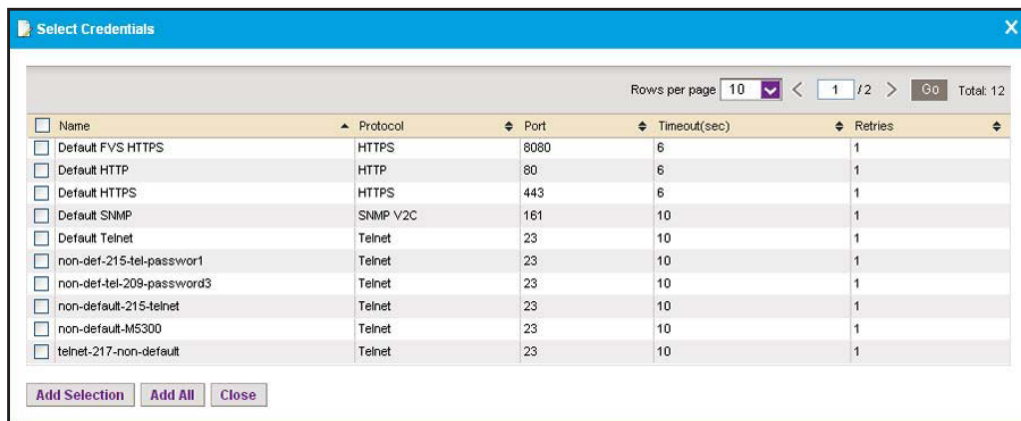 Select Credentials X
Rows per page 10 < 1 / 2 > Go Total: 12
Name Protocol Port Timeout(sec) Retries
Default FVS HTTPS HTTPS 8080 6 1
Default HTTP HTTP 80 6 1
Default HTTPS HTTPS 443 6 1
Default SNMP SNMP V2C 161 10 1
Default Telnet Telnet 23 10 1
non-def-215-tel-passwor1 Telnet 23 10 1
non-def-tel-209-password3 Telnet 23 10 1
non-default-215-telnet Telnet 23 10 1
non-default-M5300 Telnet 23 10 1
telnet-217-non-default Telnet 23 10 1
Add Selection Add All Close